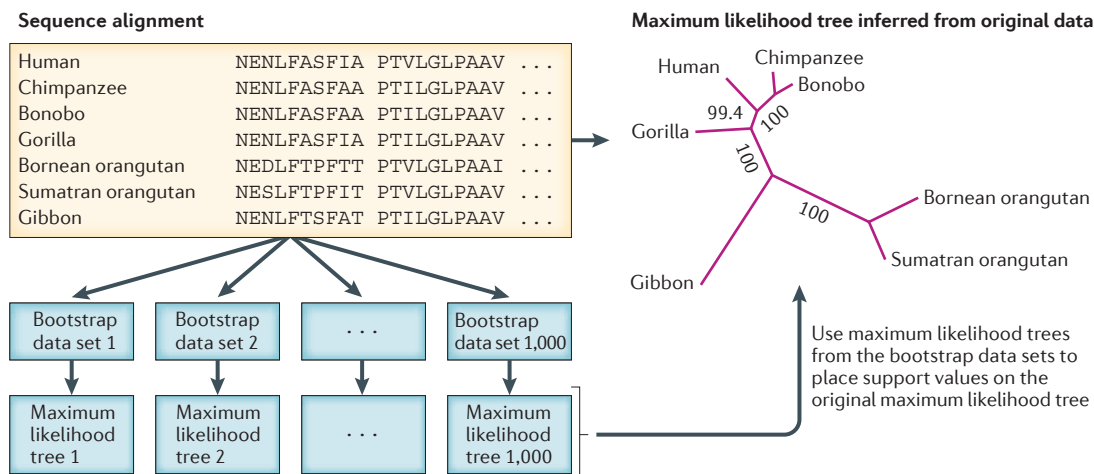 Sequence alignment
Human NENLFASFIA PTVLGLPAAV ...
Chimpanzee NENLFASFAA PTILGLPAAV ...
Bonobo NENLFASFAA PTILGLPAAV ...
Gorilla NENLFASFIA PTILGLPAAV ...
Bornean orangutan NEDLFTPFTT PTVLGLPAAI ...
Sumatran orangutan NESLFTPFIT PTVLGLPAAV ...
Gibbon NENLFTSFAT PTILGLPAAV ...
Bootstrap
data set 1
Bootstrap
data set 2
...
Bootstrap
data set 1,000
Maximum
likelihood
tree 1
Maximum
likelihood
tree 2
...
Maximum
likelihood
tree 1,000
Maximum likelihood tree inferred from original data
Chimpanzee
Human
Bonobo
99.4
100
Gorilla
100
100
Bornean orangutan
Sumatran orangutan
Gibbon
Use maximum likelihood trees
from the bootstrap data sets to
place support values on the
original maximum likelihood tree